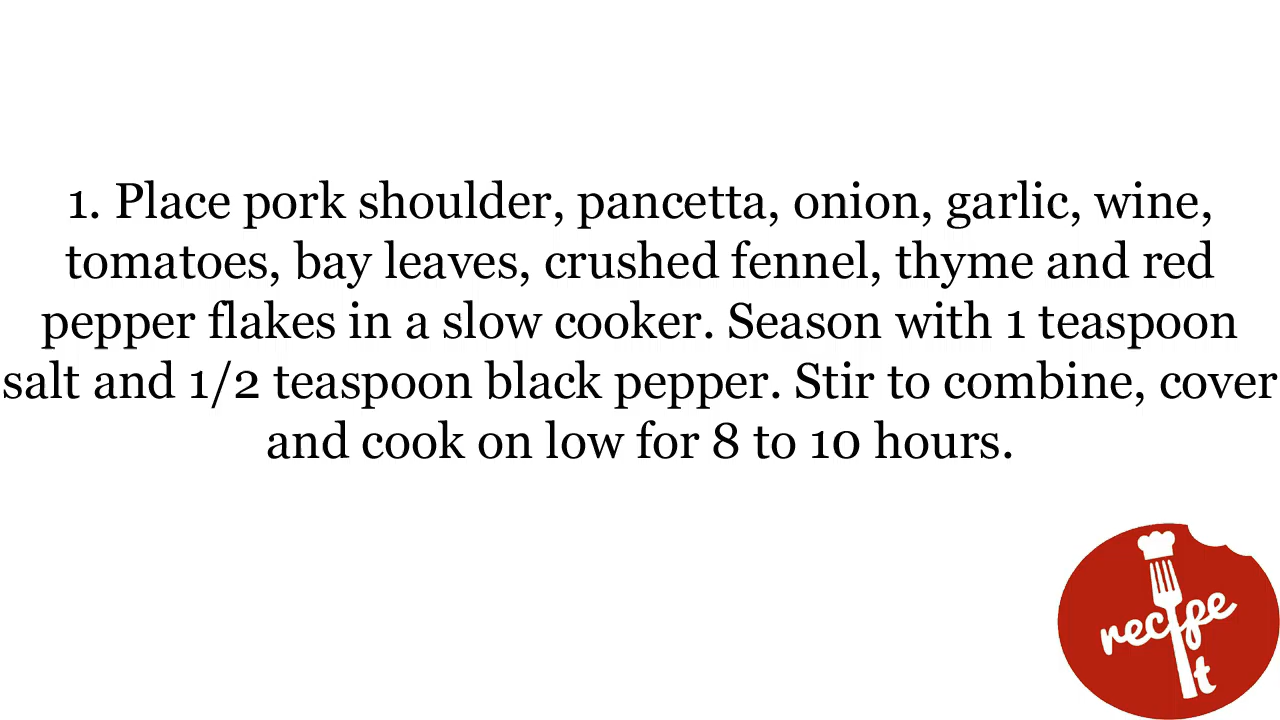 1. Place pork shoulder, pancetta, onion, garlic, wine,
tomatoes, bay leaves, crushed fennel, thyme and red
pepper flakes in a slow cooker. Season with 1 teaspoon
salt and 1/2 teaspoon black pepper. Stir to combine, cover
and cook on low for 8 to 10 hours.
recipe
it